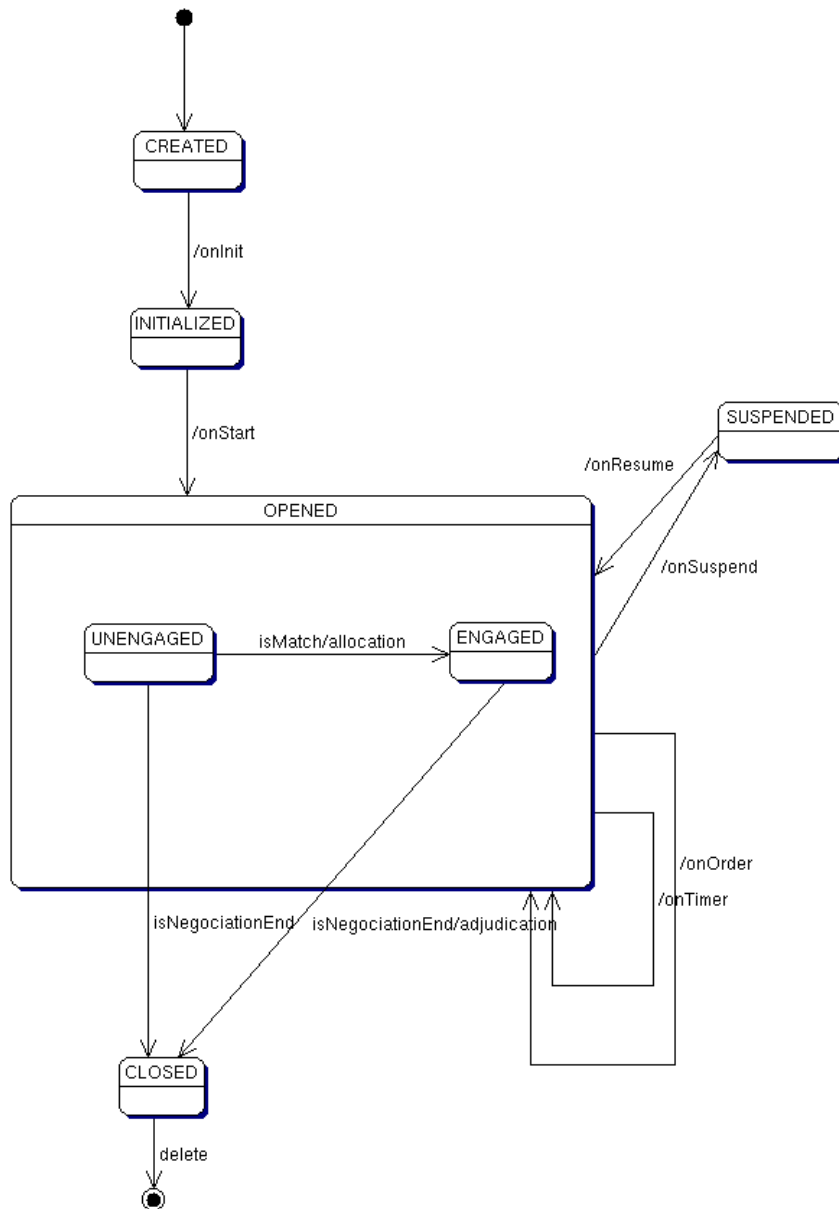 CREATED
/onInit
INITIALIZED
/onStart
SUSPENDED
/onResume
OPENED
/onSuspend
UNENGAGED
isMatch/allocation
ENGAGED
/onOrder
/onTimer
isNegociationEnd
isNegociationEnd/adjudication
CLOSED
delete